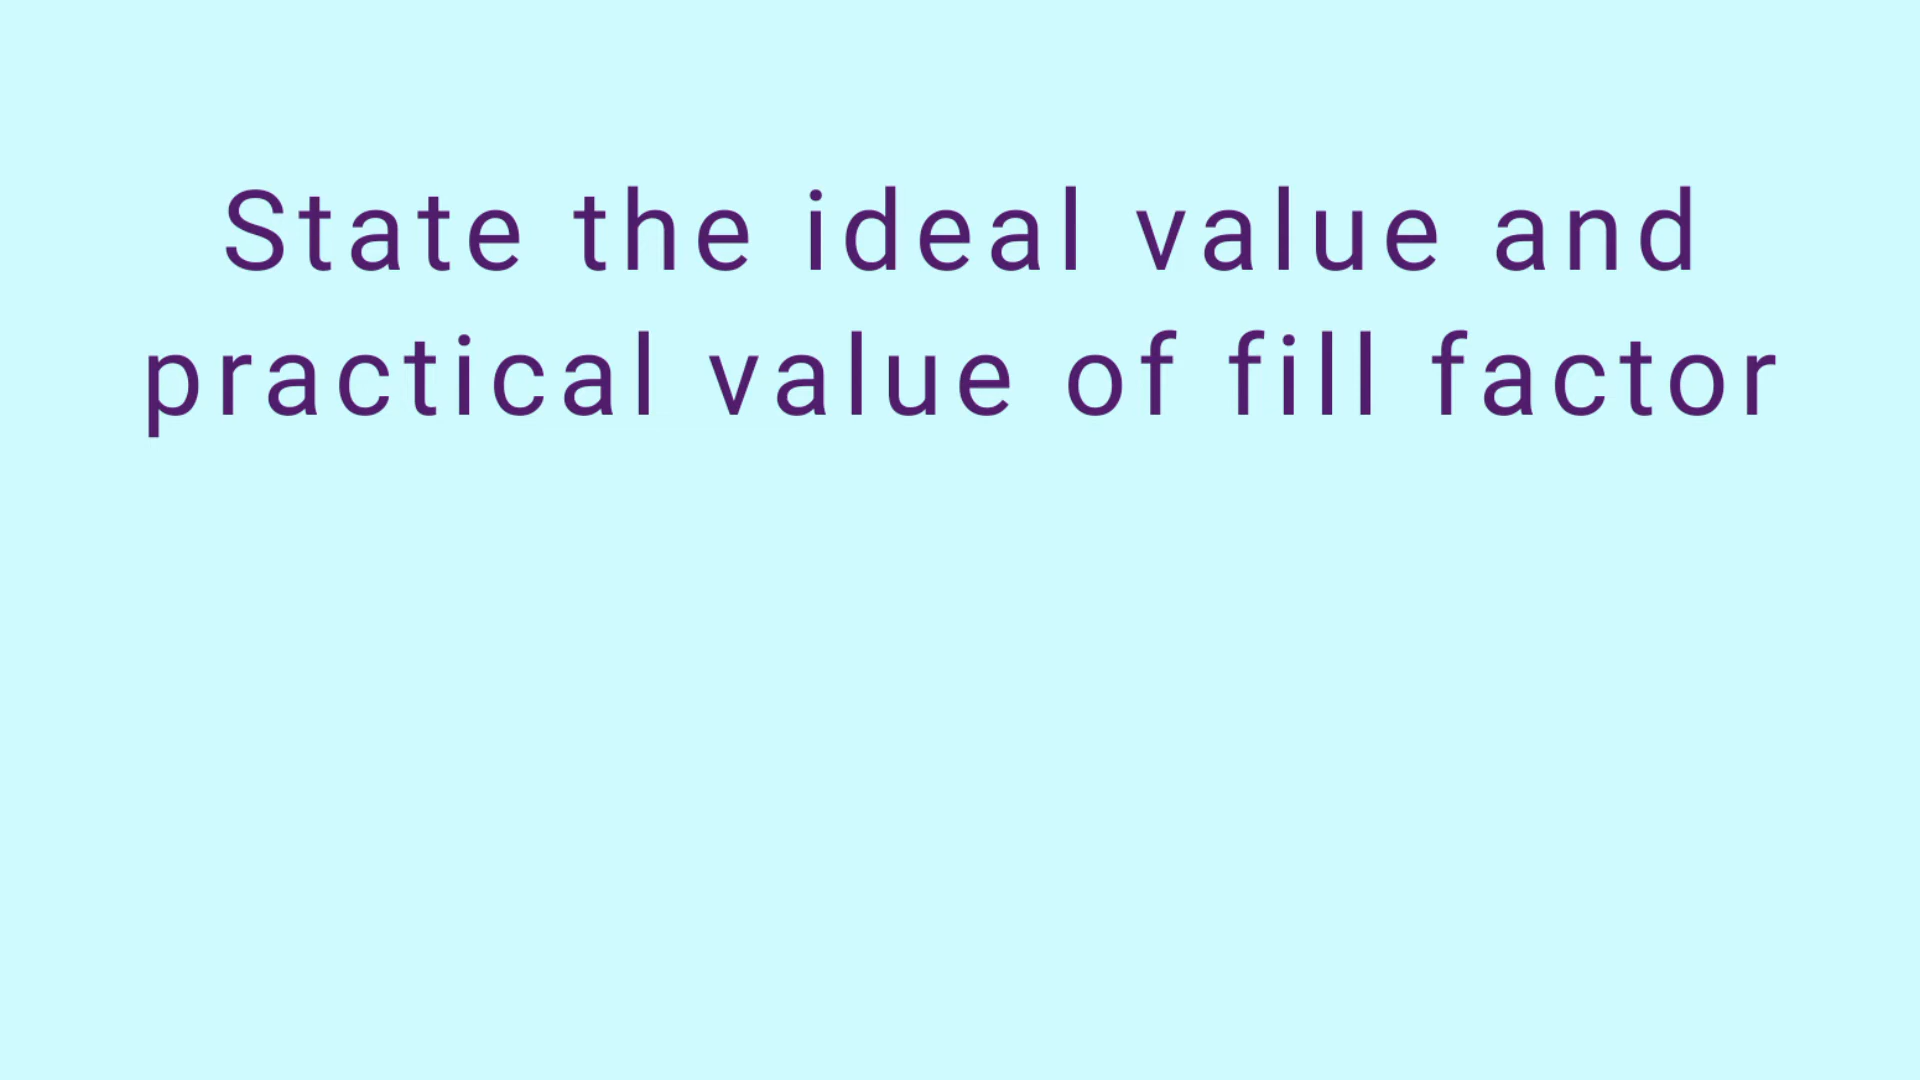 State the ideal value and
practical value of fill factor